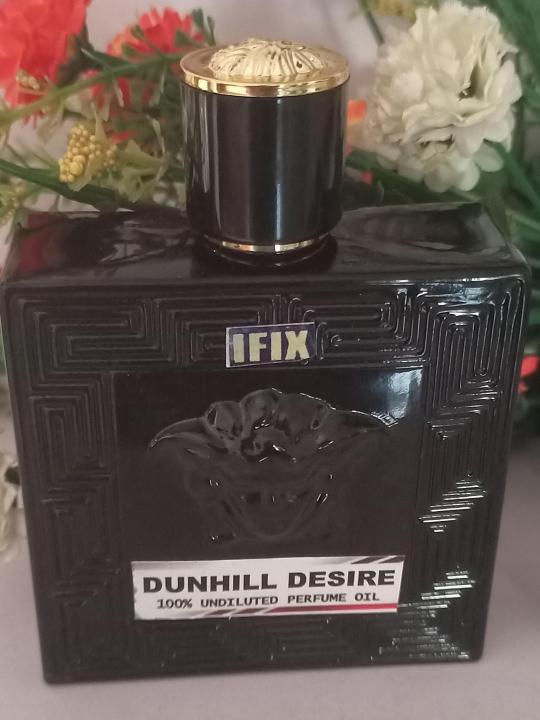 IFIX
DUNHILL DESIRE
100% UNDILUTED PERFUME OIL